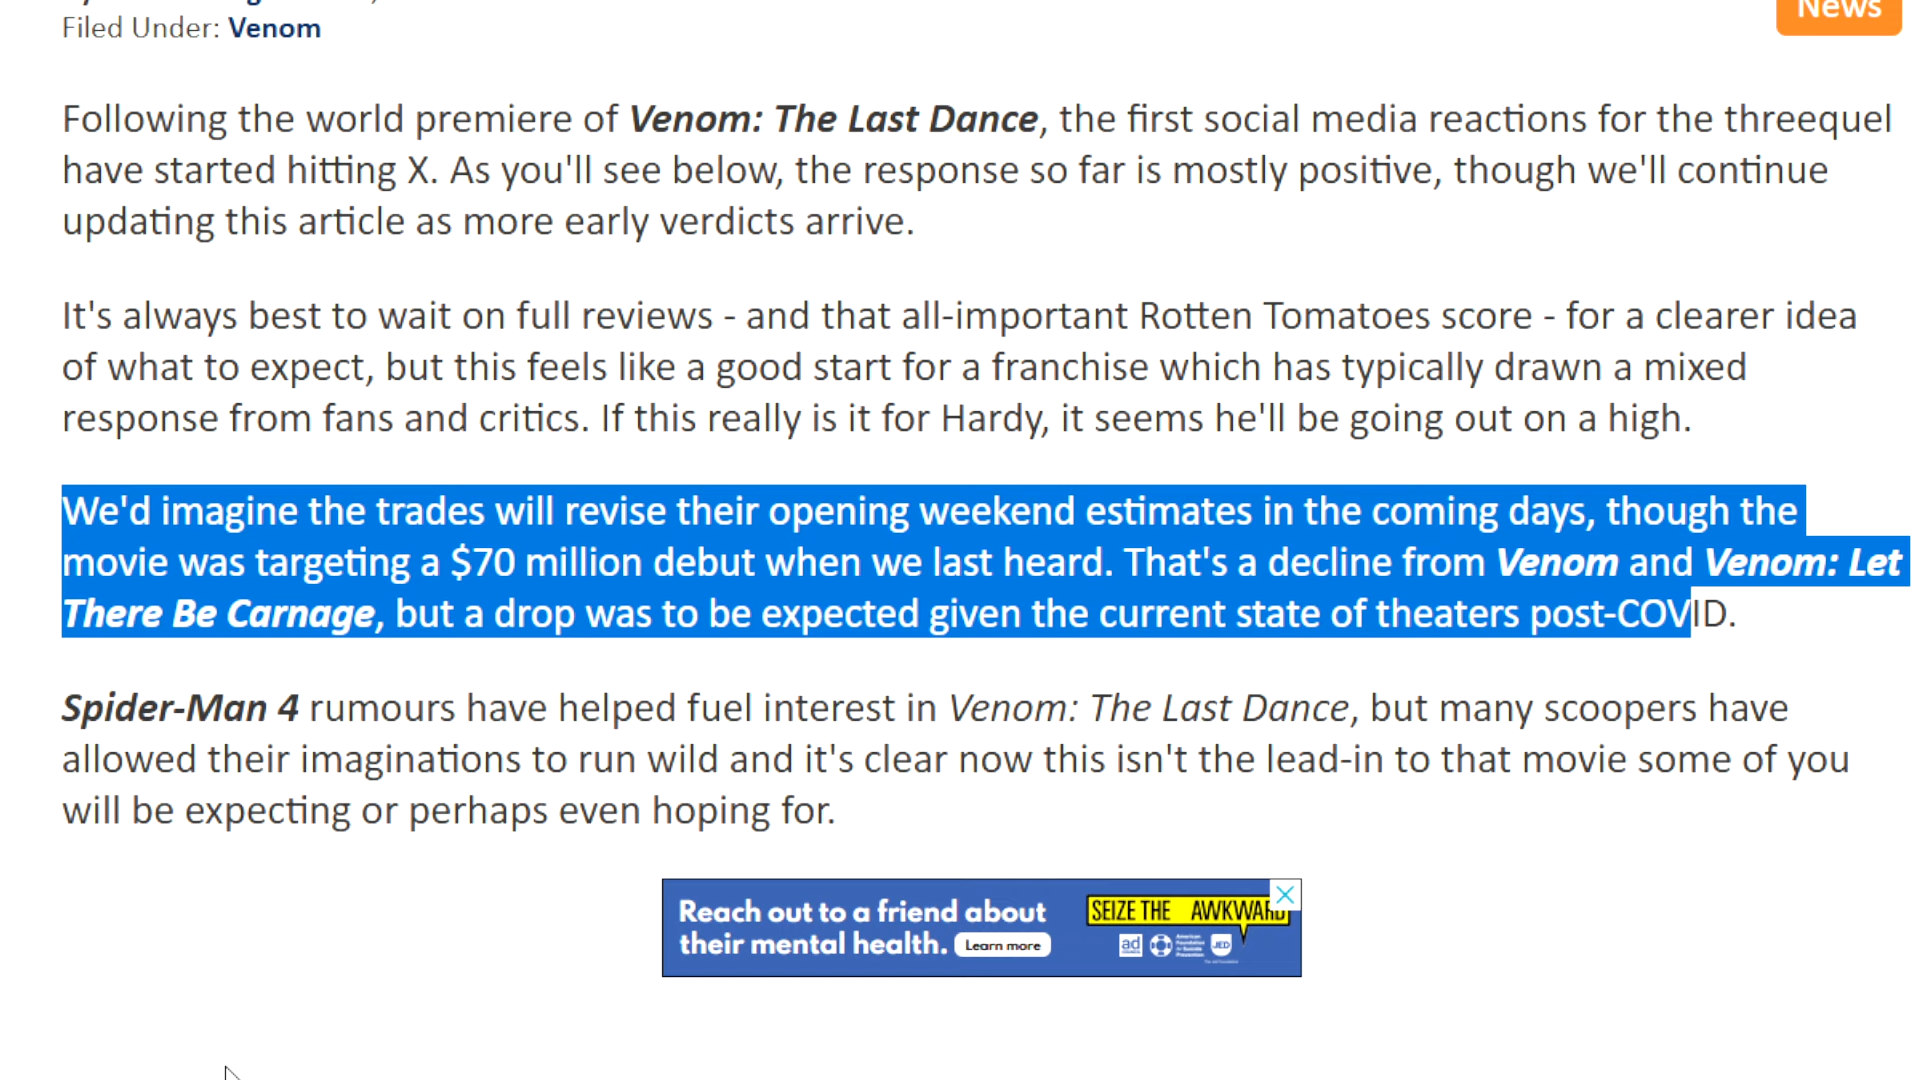 Filed Under: Venom
News
Following the world premiere of Venom: The Last Dance, the first social media reactions for the threequel
have started hitting X. As you'll see below, the response so far is mostly positive, though we'll continue
updating this article as more early verdicts arrive.
It's always best to wait on full reviews - and that all-important Rotten Tomatoes score - for a clearer idea
of what to expect, but this feels like a good start for a franchise which has typically drawn a mixed
response from fans and critics. If this really is it for Hardy, it seems he'll be going out on a high.
We'd imagine the trades will revise their opening weekend estimates in the coming days, though the
movie was targeting a $70 million debut when we last heard. That's a decline from Venom and Venom: Let
There Be Carnage, but a drop was to be expected given the current state of theaters post-COVID.
Spider-Man 4 rumours have helped fuel interest in Venom: The Last Dance, but many scoopers have
allowed their imaginations to run wild and it's clear now this isn't the lead-in to that movie some of you
will be expecting or perhaps even hoping for.
Reach out to a friend about
their mental health. Learn more
SEIZE THE AWKWARD
ad
American
Foundation
for Suicide
Prevention
JED